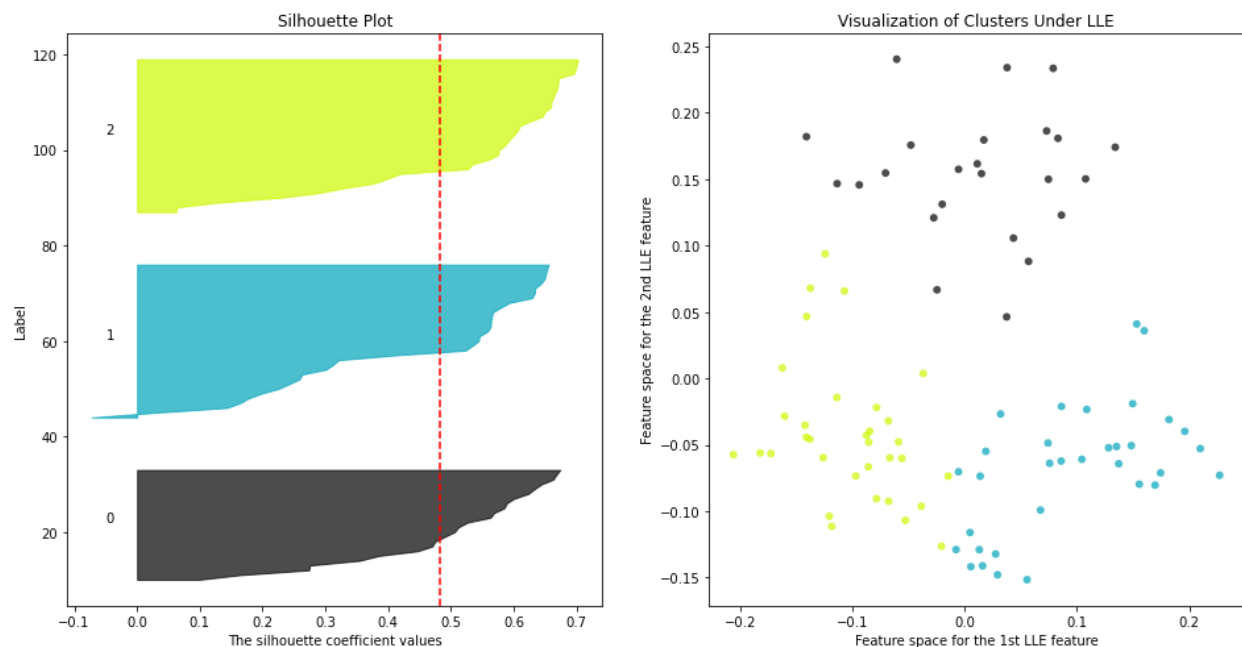 Silhouette Plot
120
100
80
60
40
20
2
1
0
Label
−0.1 0.0 0.1 0.2 0.3 0.4 0.5 0.6 0.7
The silhouette coefficient values
Visualization of Clusters Under LLE
0.25
0.20
0.15
0.10
0.05
0.00
−0.05
−0.10
−0.15
Feature space for the 2nd LLE feature
−0.2 −0.1 0.0 0.1 0.2
Feature space for the 1st LLE feature